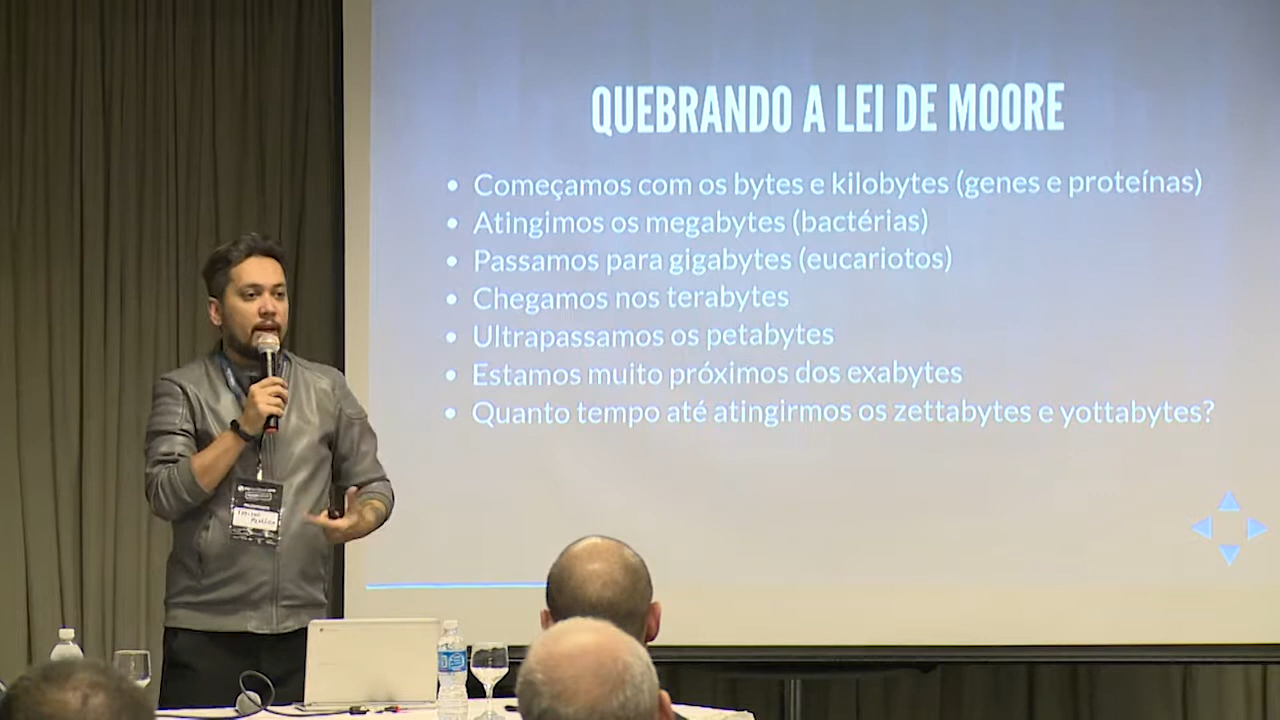 QUEBRANDO A LEI DE MOORE
• Começamos com os bytes e kilobytes (genes e proteínas)
• Atingimos os megabytes (bactérias)
• Passamos para gigabytes (eucariotos)
• Chegamos nos terabytes
• Ultrapassamos os petabytes
• Estamos muito próximos dos exabytes
• Quanto tempo até atingirmos os zettabytes e yottabytes?